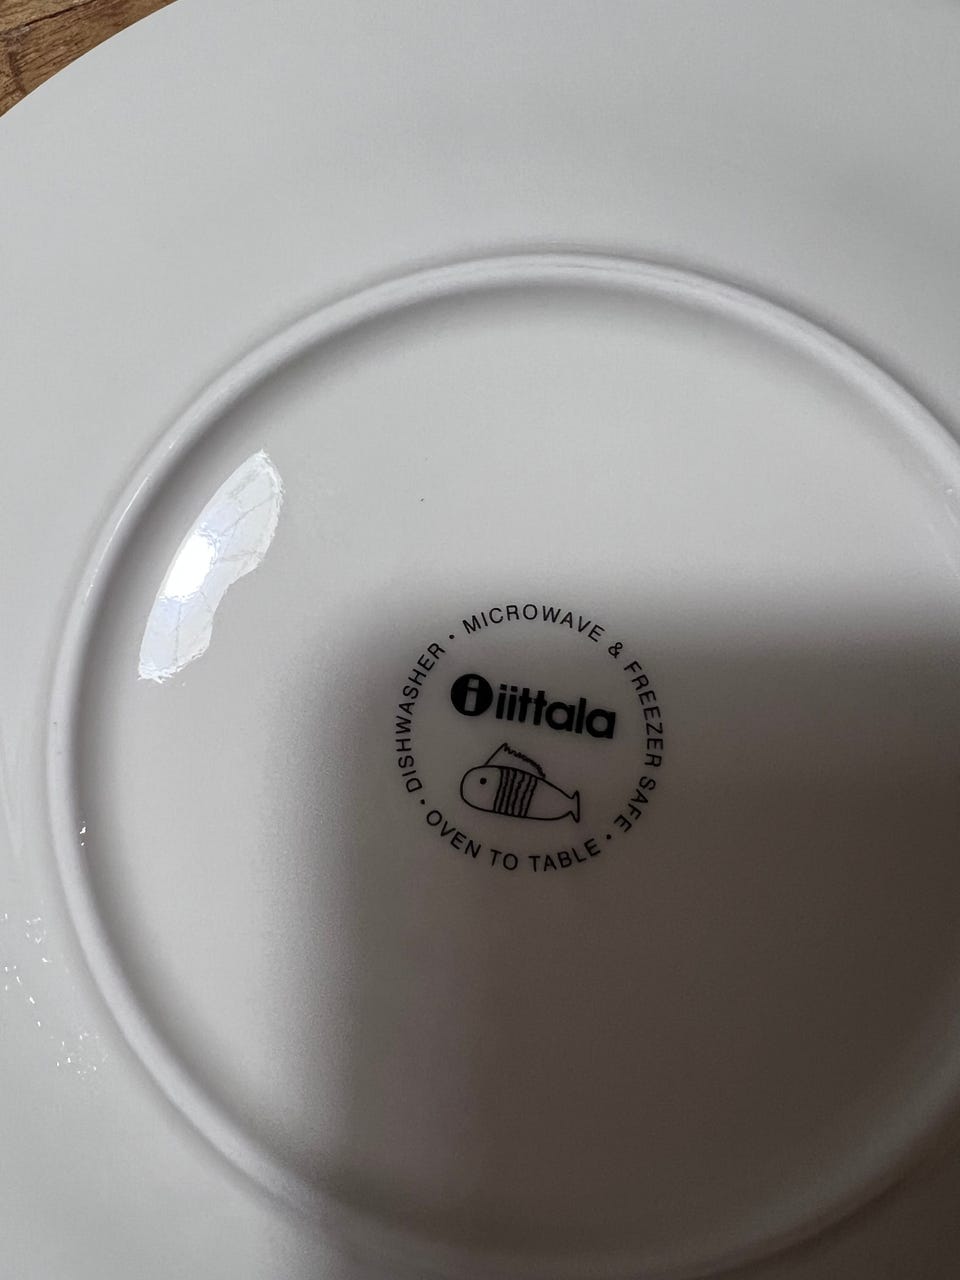 DISHWASHER • MICROWAVE & FREEZER SAFE • OVEN TO TABLE •
i iittala